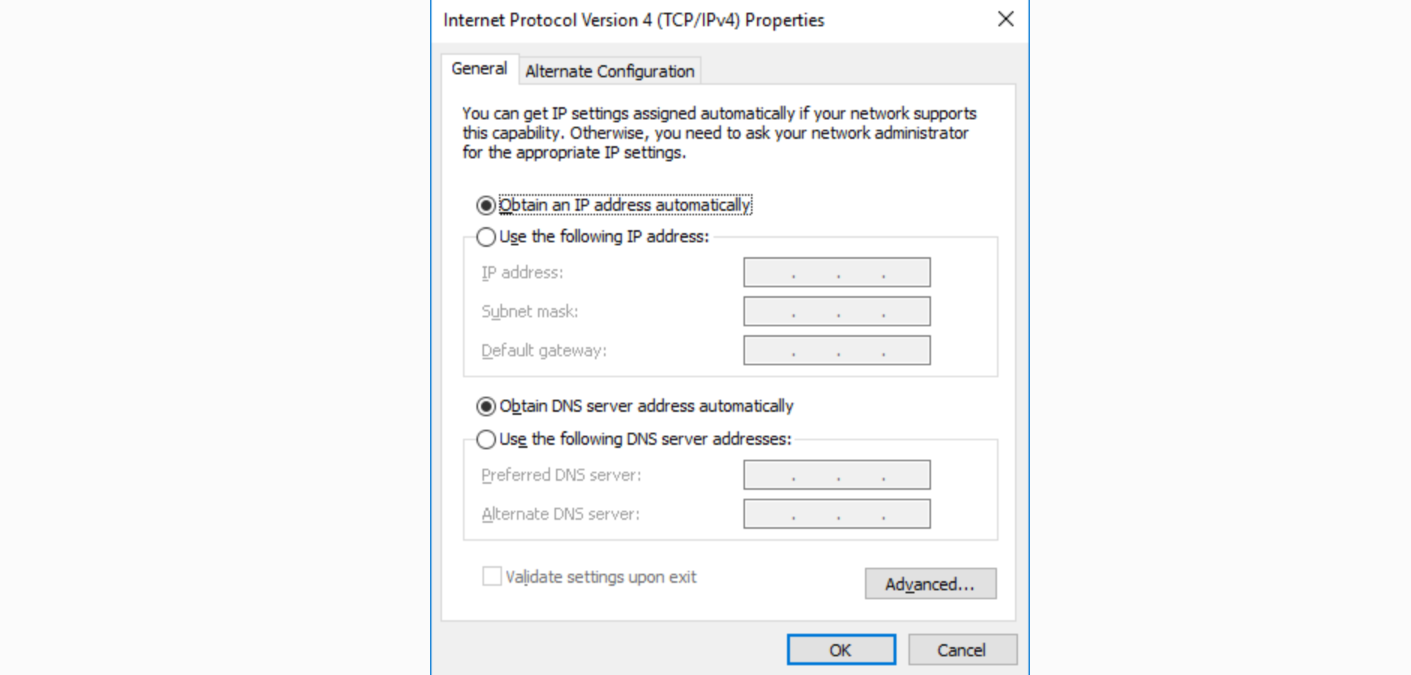 Internet Protocol Version 4 (TCP/IPv4) Properties
General
Alternate Configuration
You can get IP settings assigned automatically if your network supports
this capability. Otherwise, you need to ask your network administrator
for the appropriate IP settings.
Obtain an IP address automatically
Use the following IP address:
IP address:
Subnet mask:
Default gateway:
Obtain DNS server address automatically
Use the following DNS server addresses:
Preferred DNS server:
Alternate DNS server:
Validate settings upon exit
Advanced...
OK
Cancel